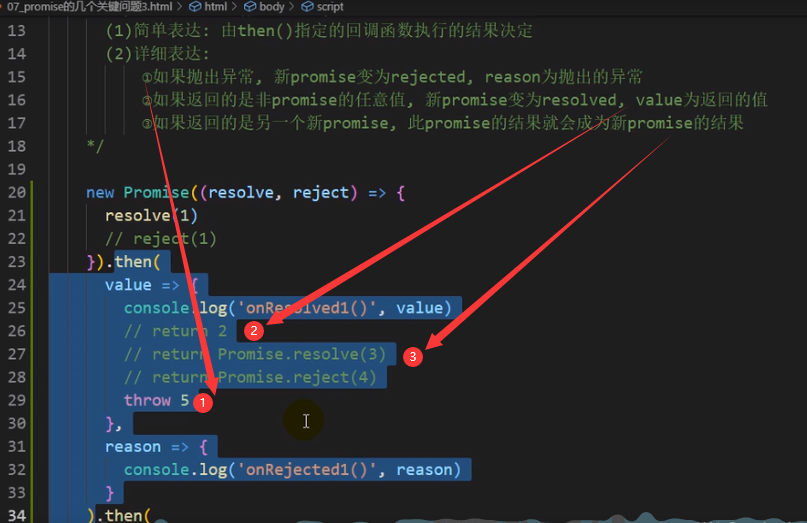 07_promise的几个关键问题3.html > html > body > script
13 (1)简单表达: 由then()指定的回调函数执行的结果决定
14 (2)详细表达:
15 ①如果抛出异常, 新promise变为rejected, reason为抛出的异常
16 ②如果返回的是非promise的任意值, 新promise变为resolved, value为返回的值
17 ③如果返回的是另一个新promise, 此promise的结果就会成为新promise的结果
18 */
19
20 new Promise((resolve, reject) => {
21 resolve(1)
22 // reject(1)
23 }).then(
24 value => {
25 console.log('onResolved1()', value)
26 // return 2 2
27 // return Promise.resolve(3) 3
28 // return Promise.reject(4)
29 throw 5 1
30 },
31 reason => {
32 console.log('onRejected1()', reason)
33 }
34 ).then(